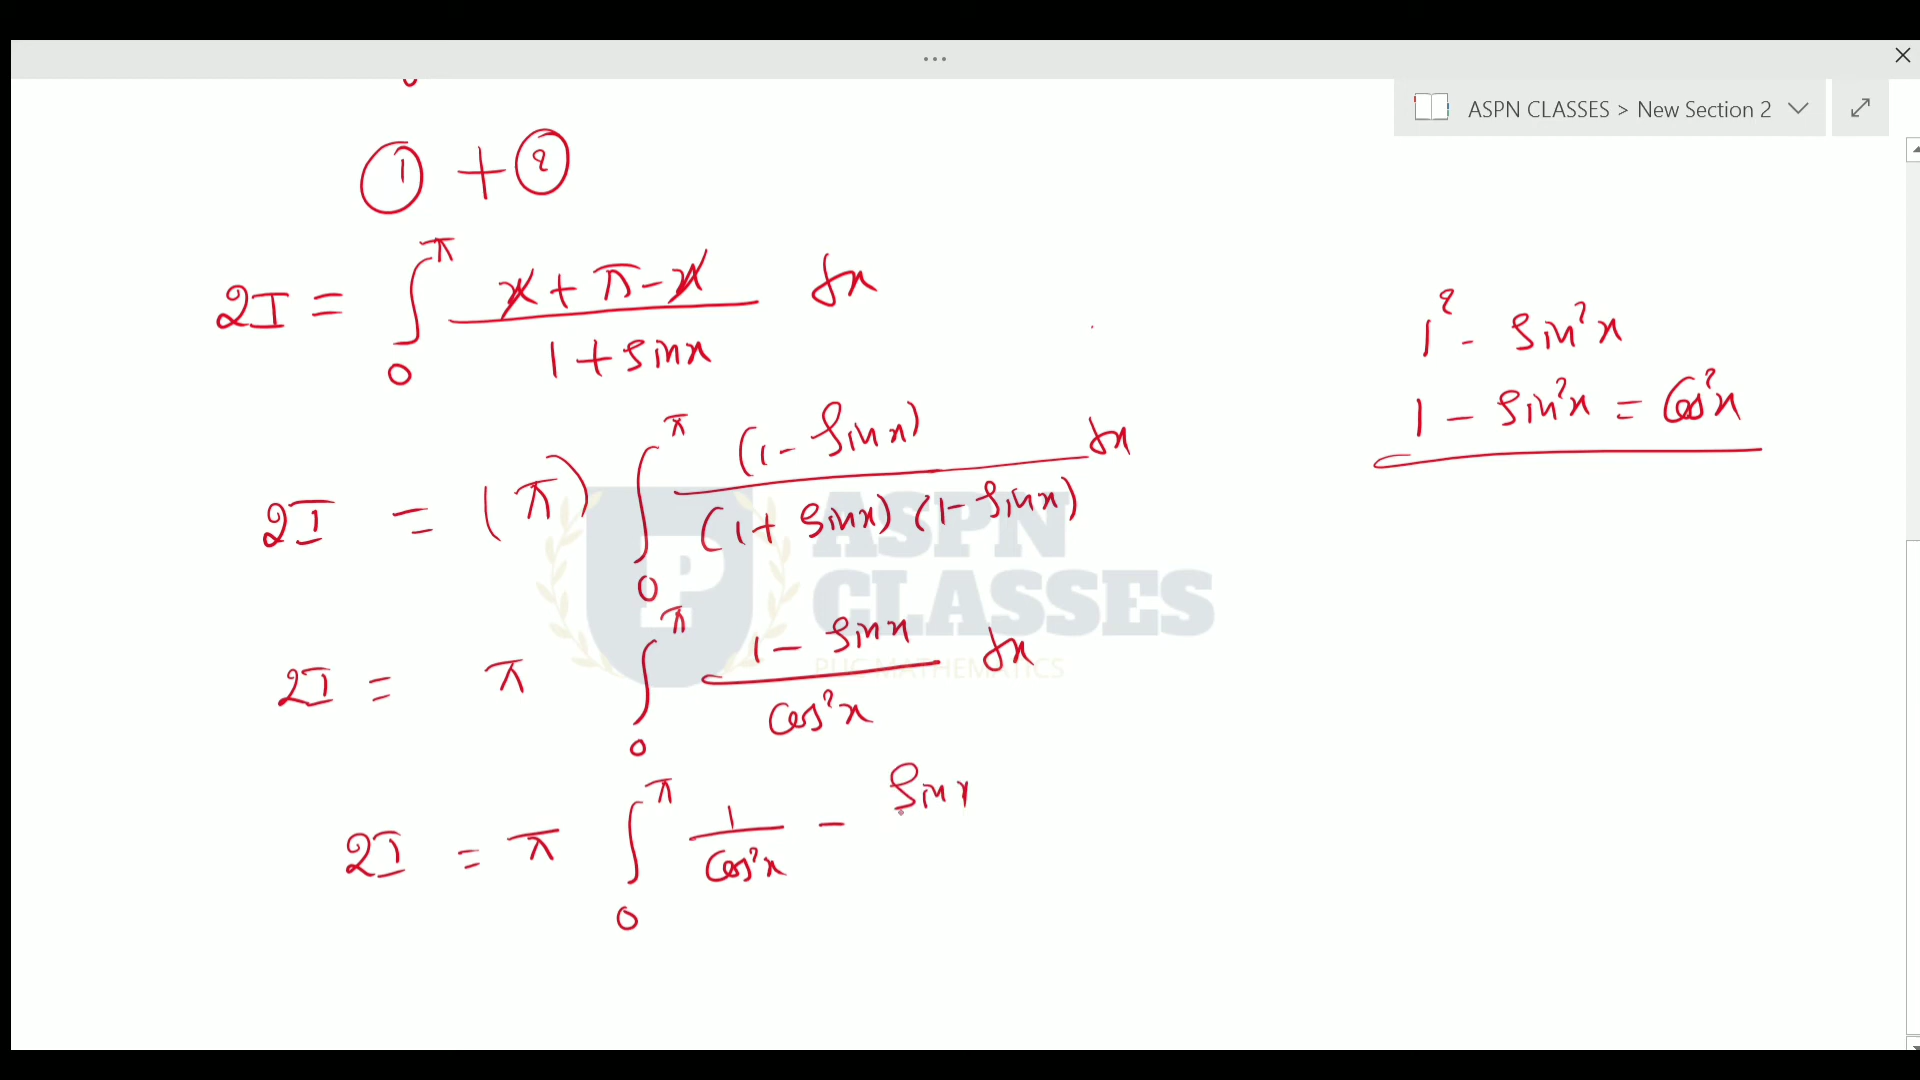 ASPN CLASSES > New Section 2
① + ②
2I = ∫₀^π (x + π - x)/(1 + sinx) dx
1² - sin²x
1 - sin²x = cos²x
2I = (π) ∫₀^π (1 - sinx)/((1 + sinx)(1 - sinx)) dx
2I = π ∫₀^π (1 - sinx)/(cos²x) dx
2I = π ∫₀^π 1/(cos²x) - sinx
P
ASPN
CLASSES
PUC MATHEMATICS